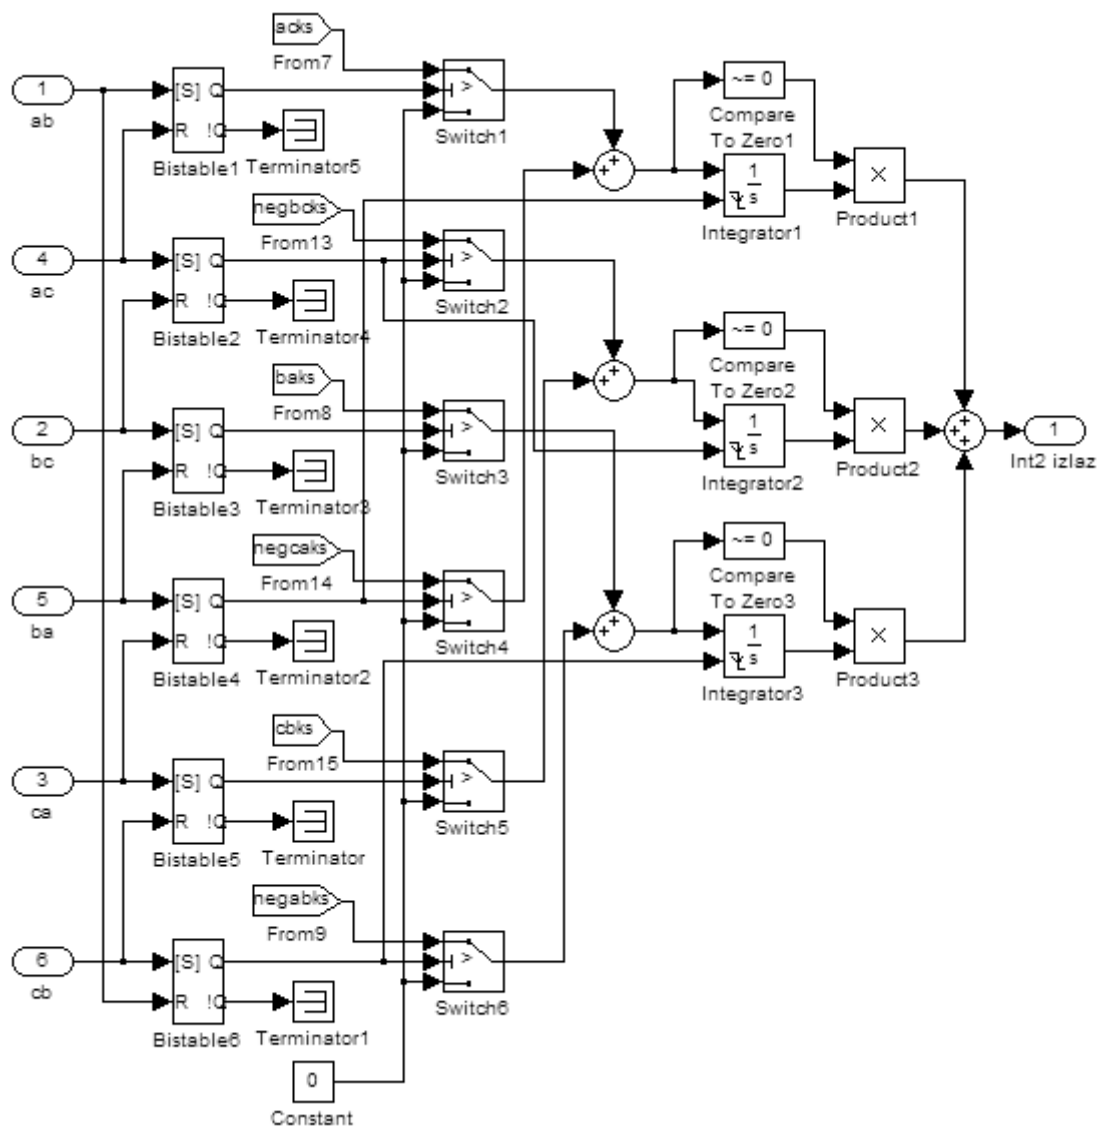 acks
From7
1
ab
[S] Q
R !Q
Bistable1
Terminator5
>
Switch1
~= 0
Compare
To Zero1
+
+
1
s
Integrator1
×
Product1
negbcks
From13
4
ac
[S] Q
R !Q
Bistable2
Terminator4
>
Switch2
~= 0
Compare
To Zero2
+
+
1
s
Integrator2
×
Product2
baks
From8
2
bc
[S] Q
R !Q
Bistable3
Terminator3
>
Switch3
+
+
+
1
Int2 izlaz
negcaks
From14
5
ba
[S] Q
R !Q
Bistable4
Terminator2
>
Switch4
~= 0
Compare
To Zero3
+
+
1
s
Integrator3
×
Product3
cbks
From15
3
ca
[S] Q
R !Q
Bistable5
Terminator
>
Switch5
negabks
From9
6
cb
[S] Q
R !Q
Bistable6
Terminator1
>
Switch6
0
Constant